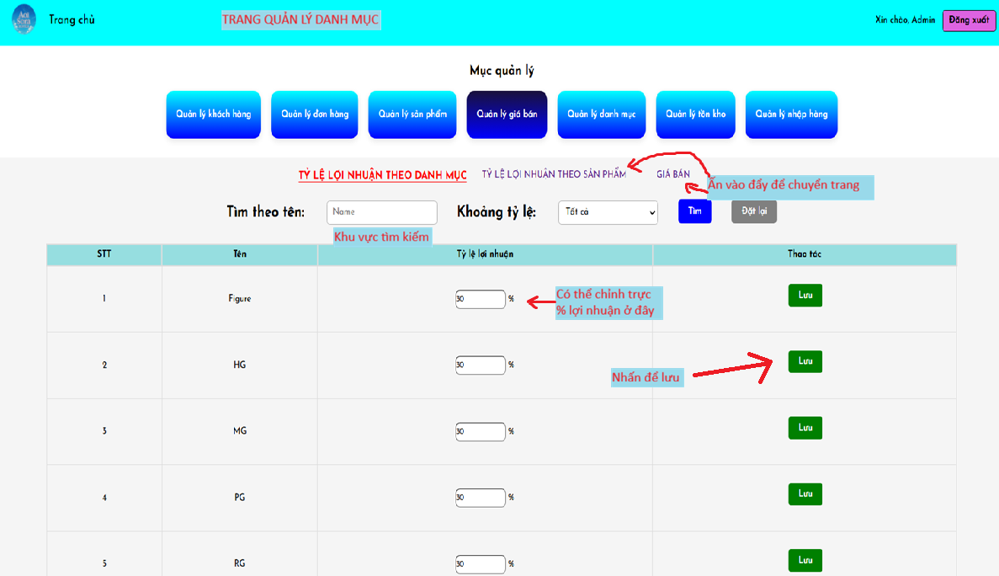 Aoi
Sora
Trang chủ
TRANG QUẢN LÝ DANH MỤC
Xin chào, Admin
Đăng xuất
Mục quản lý
Quản lý khách hàng
Quản lý đơn hàng
Quản lý sản phẩm
Quản lý giá bán
Quản lý danh mục
Quản lý tồn kho
Quản lý nhập hàng
TỶ LỆ LỢI NHUẬN THEO DANH MỤC
TỶ LỆ LỢI NHUẬN THEO SẢN PHẨM
GIÁ BÁN
Ấn vào đẩy để chuyển trang
Tìm theo tên:
Name
Khoảng tỷ lệ:
Tất cả
Tìm
Đặt lại
Khu vực tìm kiếm
STT Tên Tỷ lệ lợi nhuận Thao tác
1 Figure 30 % Lưu
Có thể chỉnh trực
% lợi nhuận ở đây
2 HG 30 % Lưu
Nhấn để lưu
3 MG 30 % Lưu
4 PG 30 % Lưu
5 RG 30 % Lưu